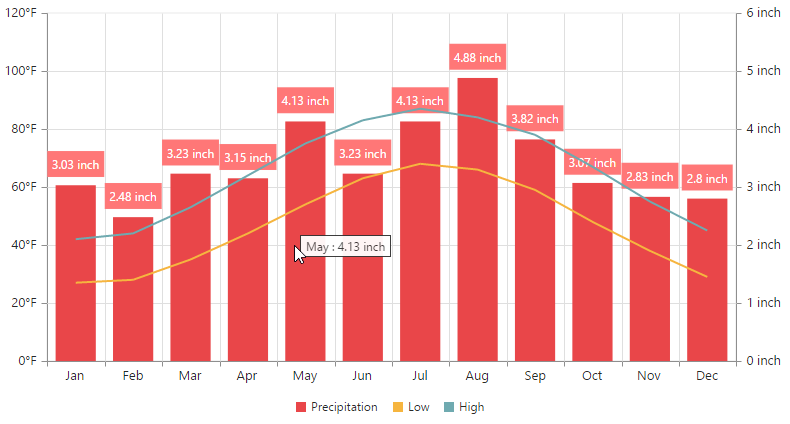 120°F
100°F
80°F
60°F
40°F
20°F
0°F
6 inch
5 inch
4 inch
3 inch
2 inch
1 inch
0 inch
3.03 inch
2.48 inch
3.23 inch
3.15 inch
4.13 inch
3.23 inch
4.13 inch
4.88 inch
3.82 inch
3.07 inch
2.83 inch
2.8 inch
May : 4.13 inch
Jan Feb Mar Apr May Jun Jul Aug Sep Oct Nov Dec
Precipitation Low High